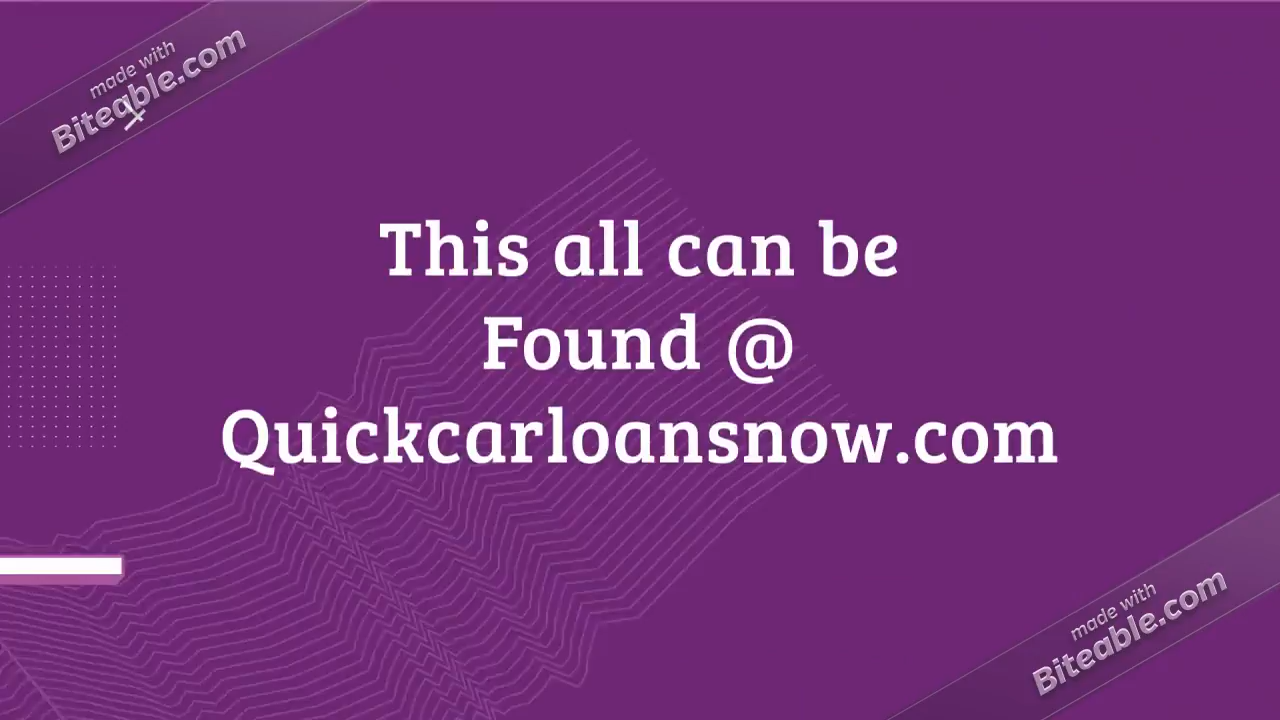 made with
Biteable.com
This all can be
Found @
Quickcarloansnow.com
made with
Biteable.com